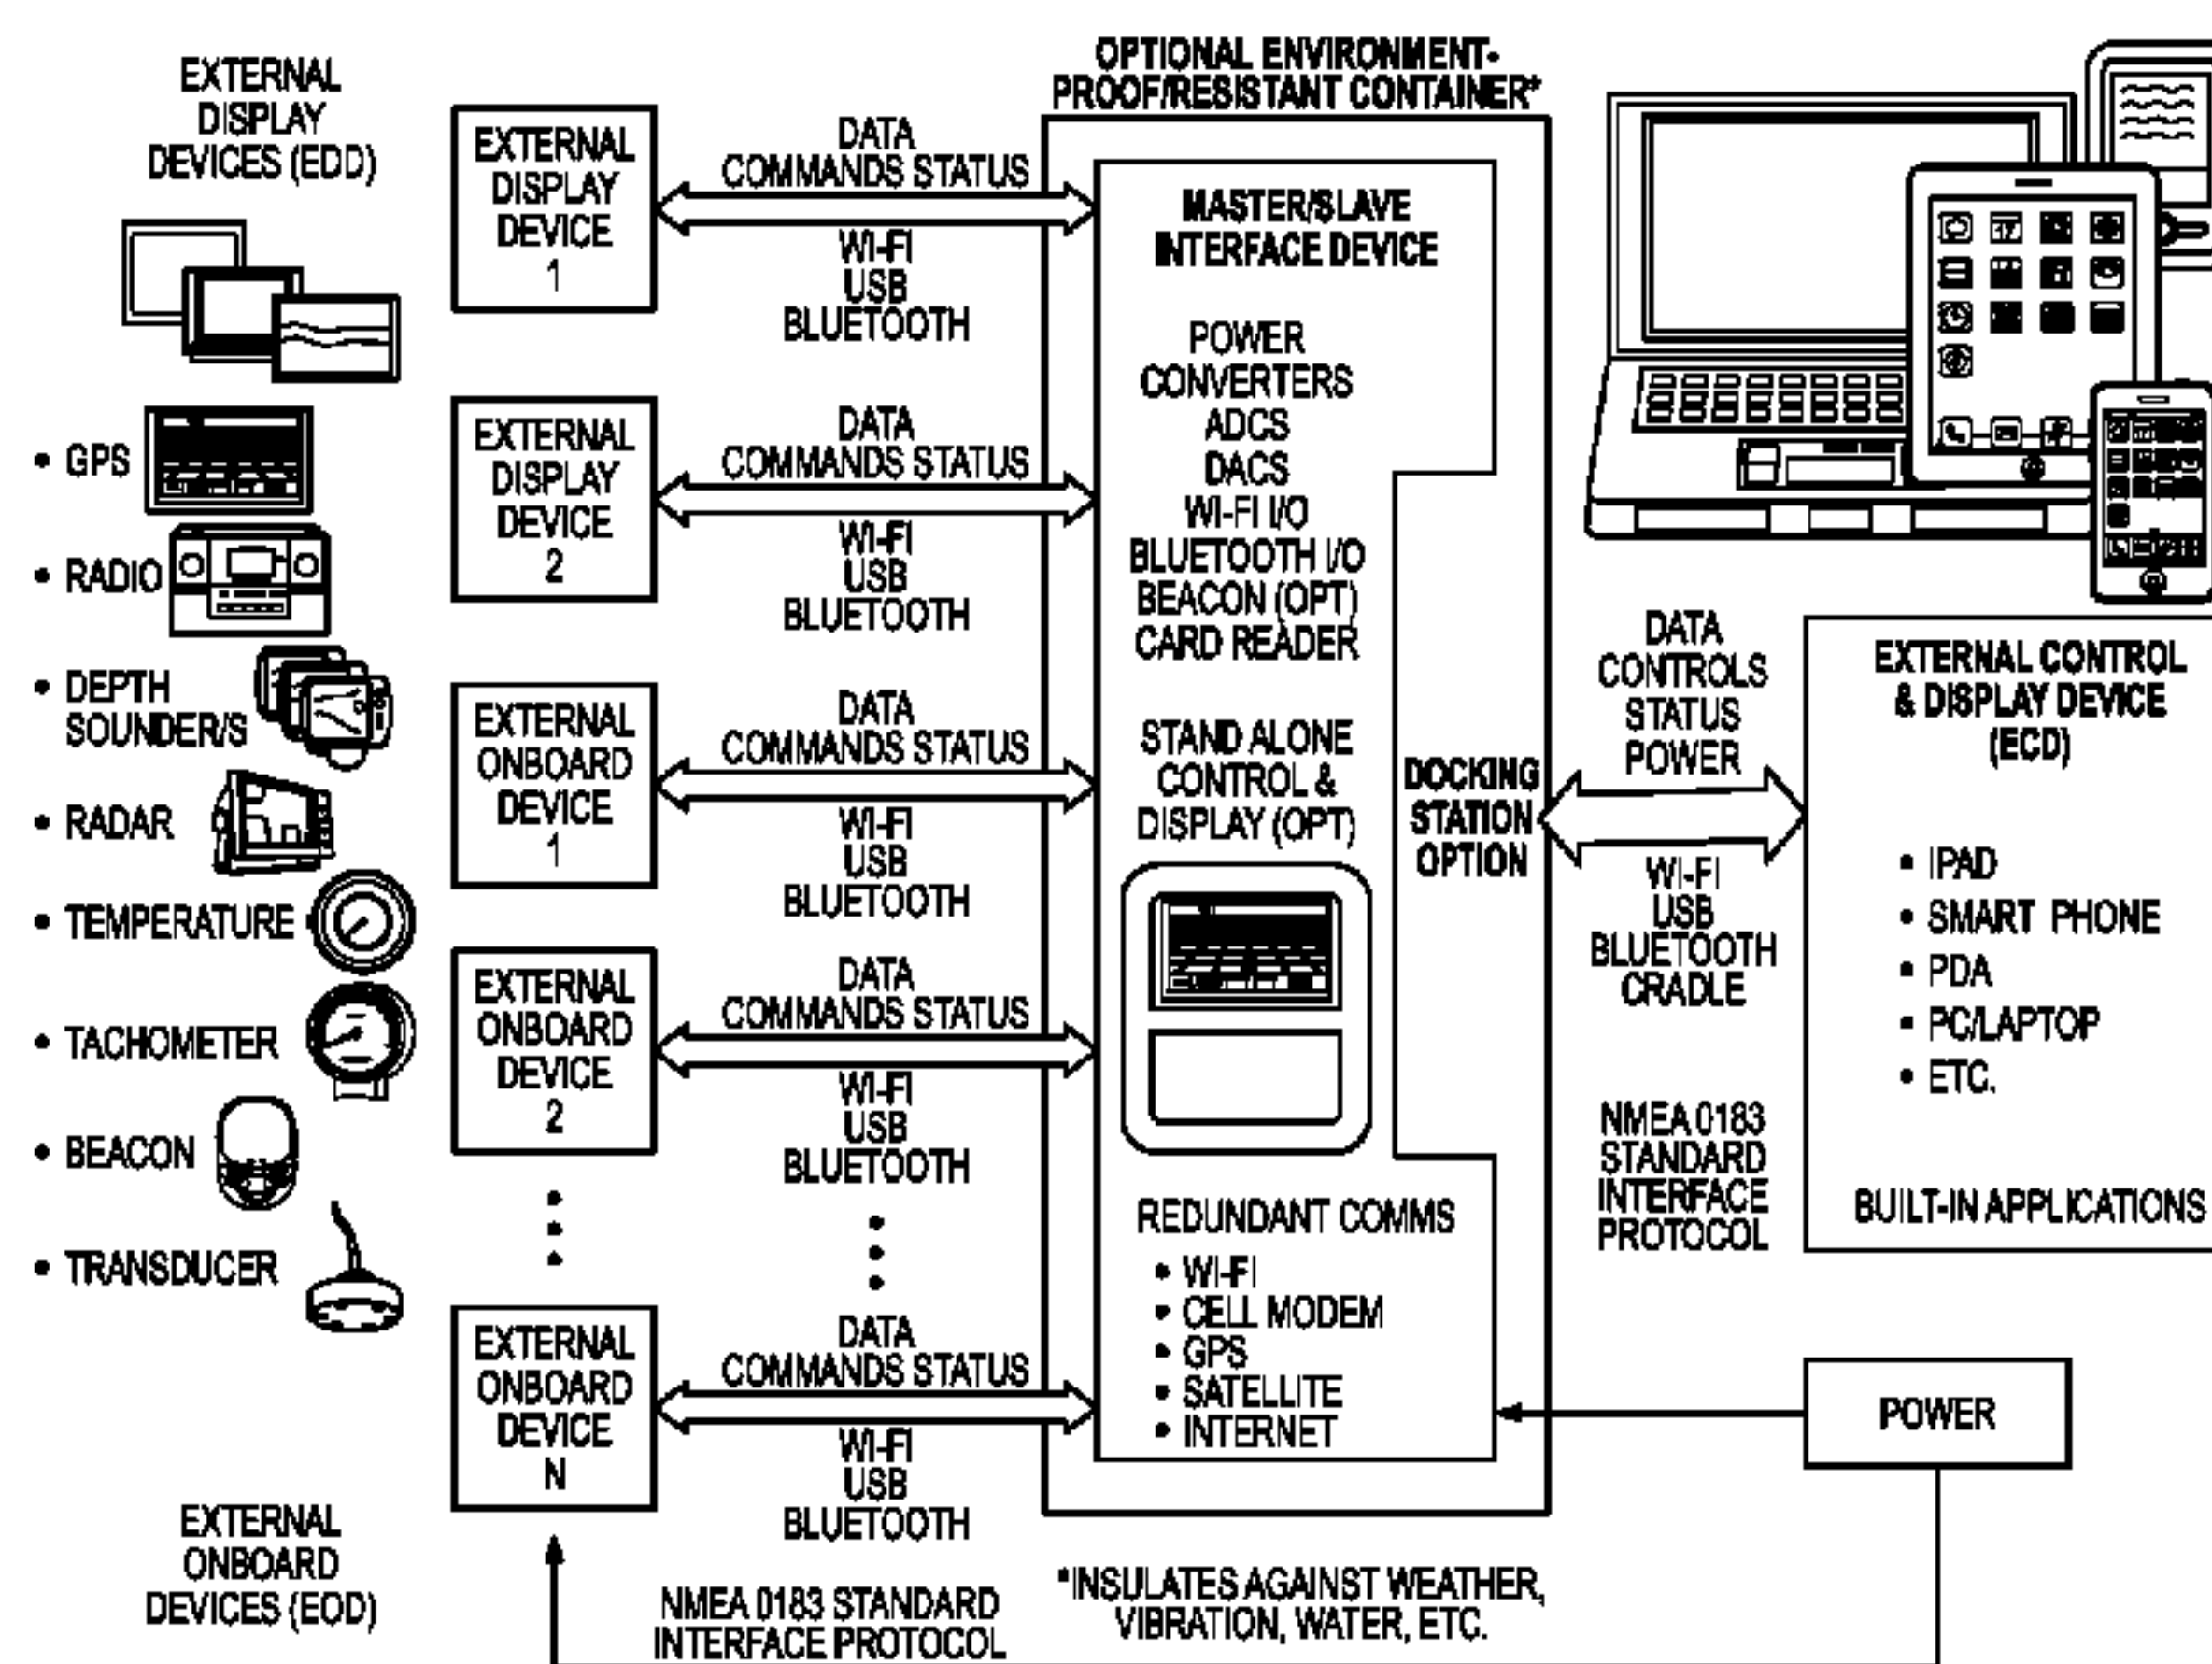 EXTERNAL
DISPLAY
DEVICES (EDD)
• GPS
• RADIO
• DEPTH
SOUNDER/S
• RADAR
• TEMPERATURE
• TACHOMETER
• BEACON
• TRANSDUCER
EXTERNAL
ONBOARD
DEVICES (EOD)
EXTERNAL
DISPLAY
DEVICE
1
DATA
COMMANDS STATUS
WI-FI
USB
BLUETOOTH
EXTERNAL
DISPLAY
DEVICE
2
DATA
COMMANDS STATUS
WI-FI
USB
BLUETOOTH
EXTERNAL
ONBOARD
DEVICE
1
DATA
COMMANDS STATUS
WI-FI
USB
BLUETOOTH
EXTERNAL
ONBOARD
DEVICE
2
DATA
COMMANDS STATUS
WI-FI
USB
BLUETOOTH
EXTERNAL
ONBOARD
DEVICE
N
DATA
COMMANDS STATUS
WI-FI
USB
BLUETOOTH
NMEA 0183 STANDARD
INTERFACE PROTOCOL
OPTIONAL ENVIRONMENT-
PROOF/RESISTANT CONTAINER*
MASTER/SLAVE
INTERFACE DEVICE
POWER
CONVERTERS
ADCS
DACS
WI-FI I/O
BLUETOOTH I/O
BEACON (OPT)
CARD READER
STAND ALONE
CONTROL &
DISPLAY (OPT)
REDUNDANT COMMS
• WI-FI
• CELL MODEM
• GPS
• SATELLITE
• INTERNET
DOCKING
STATION
OPTION
*INSULATES AGAINST WEATHER,
VIBRATION, WATER, ETC.
17
DATA
CONTROLS
STATUS
POWER
WI-FI
USB
BLUETOOTH
CRADLE
NMEA 0183
STANDARD
INTERFACE
PROTOCOL
EXTERNAL CONTROL
& DISPLAY DEVICE
(ECD)
• IPAD
• SMART PHONE
• PDA
• PC/LAPTOP
• ETC.
BUILT-IN APPLICATIONS
POWER